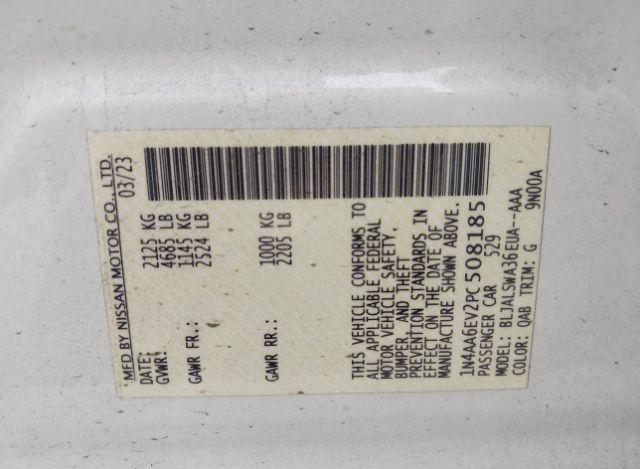 MFD BY NISSAN MOTOR CO., LTD.
DATE: 03/23
GVWR: 2125 KG
4685 LB
GAWR FR.: 1145 KG
2524 LB
GAWR RR.: 1000 KG
2205 LB
THIS VEHICLE CONFORMS TO
ALL APPLICABLE FEDERAL
MOTOR VEHICLE SAFETY,
BUMPER, AND THEFT
PREVENTION STANDARDS IN
EFFECT ON THE DATE OF
MANUFACTURE SHOWN ABOVE.
1N4AA6EV2PC508185
PASSENGER CAR 529
MODEL: BLJALSWA36EUA--AAA
COLOR: QAB TRIM: G 9N00A